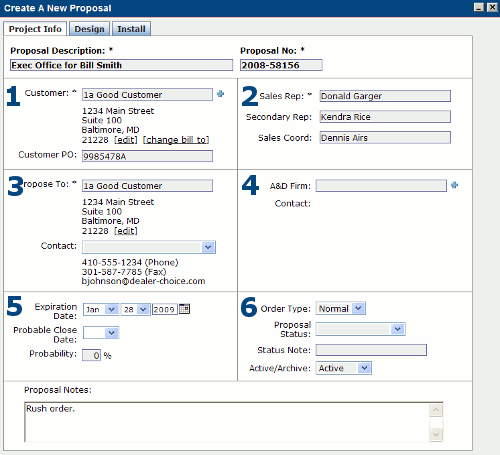 Create A New Proposal
Project Info Design Install
Proposal Description: * Proposal No: *
Exec Office for Bill Smith 2008-58156
1 Customer: * 1a Good Customer
1234 Main Street
Suite 100
Baltimore, MD
21228 [edit] [change bill to]
Customer PO: 9985478A
2 Sales Rep: * Donald Garger
Secondary Rep: Kendra Rice
Sales Coord: Dennis Airs
3 Propose To: * 1a Good Customer
1234 Main Street
Suite 100
Baltimore, MD
21228 [edit]
Contact:
410-555-1234 (Phone)
301-587-7785 (Fax)
bjohnson@dealer-choice.com
4 A&D Firm:
Contact:
5 Expiration Date: Jan 28 2009
Probable Close Date:
Probability: 0 %
6 Order Type: Normal
Proposal Status:
Status Note:
Active/Archive: Active
Proposal Notes:
Rush order.